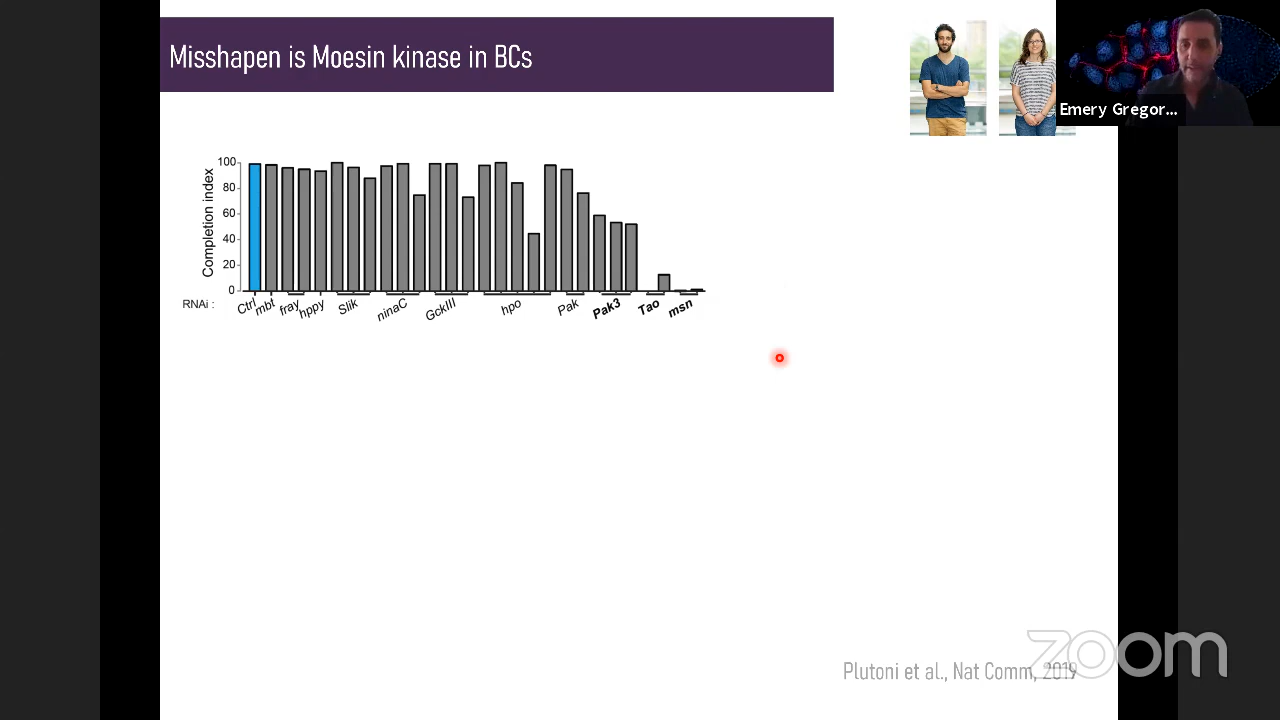 Misshapen is Moesin kinase in BCs
Emery Gregor...
Completion index
100
80
60
40
20
0
RNAi : Ctrl mbt fray hppy Slik ninaC GckIII hpo Pak Pak3 Tao msn
Plutoni et al., Nat Comm, 2019
zoom